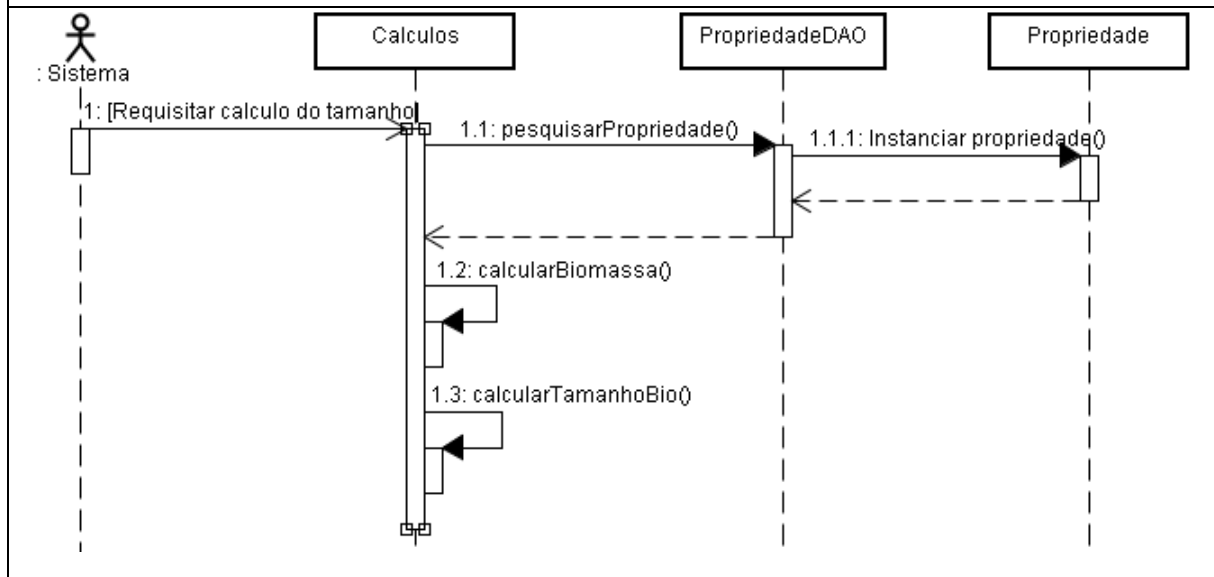 Calculos
PropriedadeDAO
Propriedade
: Sistema
1: [Requisitar calculo do tamanho]
1.1: pesquisarPropriedade()
1.1.1: Instanciar propriedade()
1.2: calcularBiomassa()
1.3: calcularTamanhoBio()